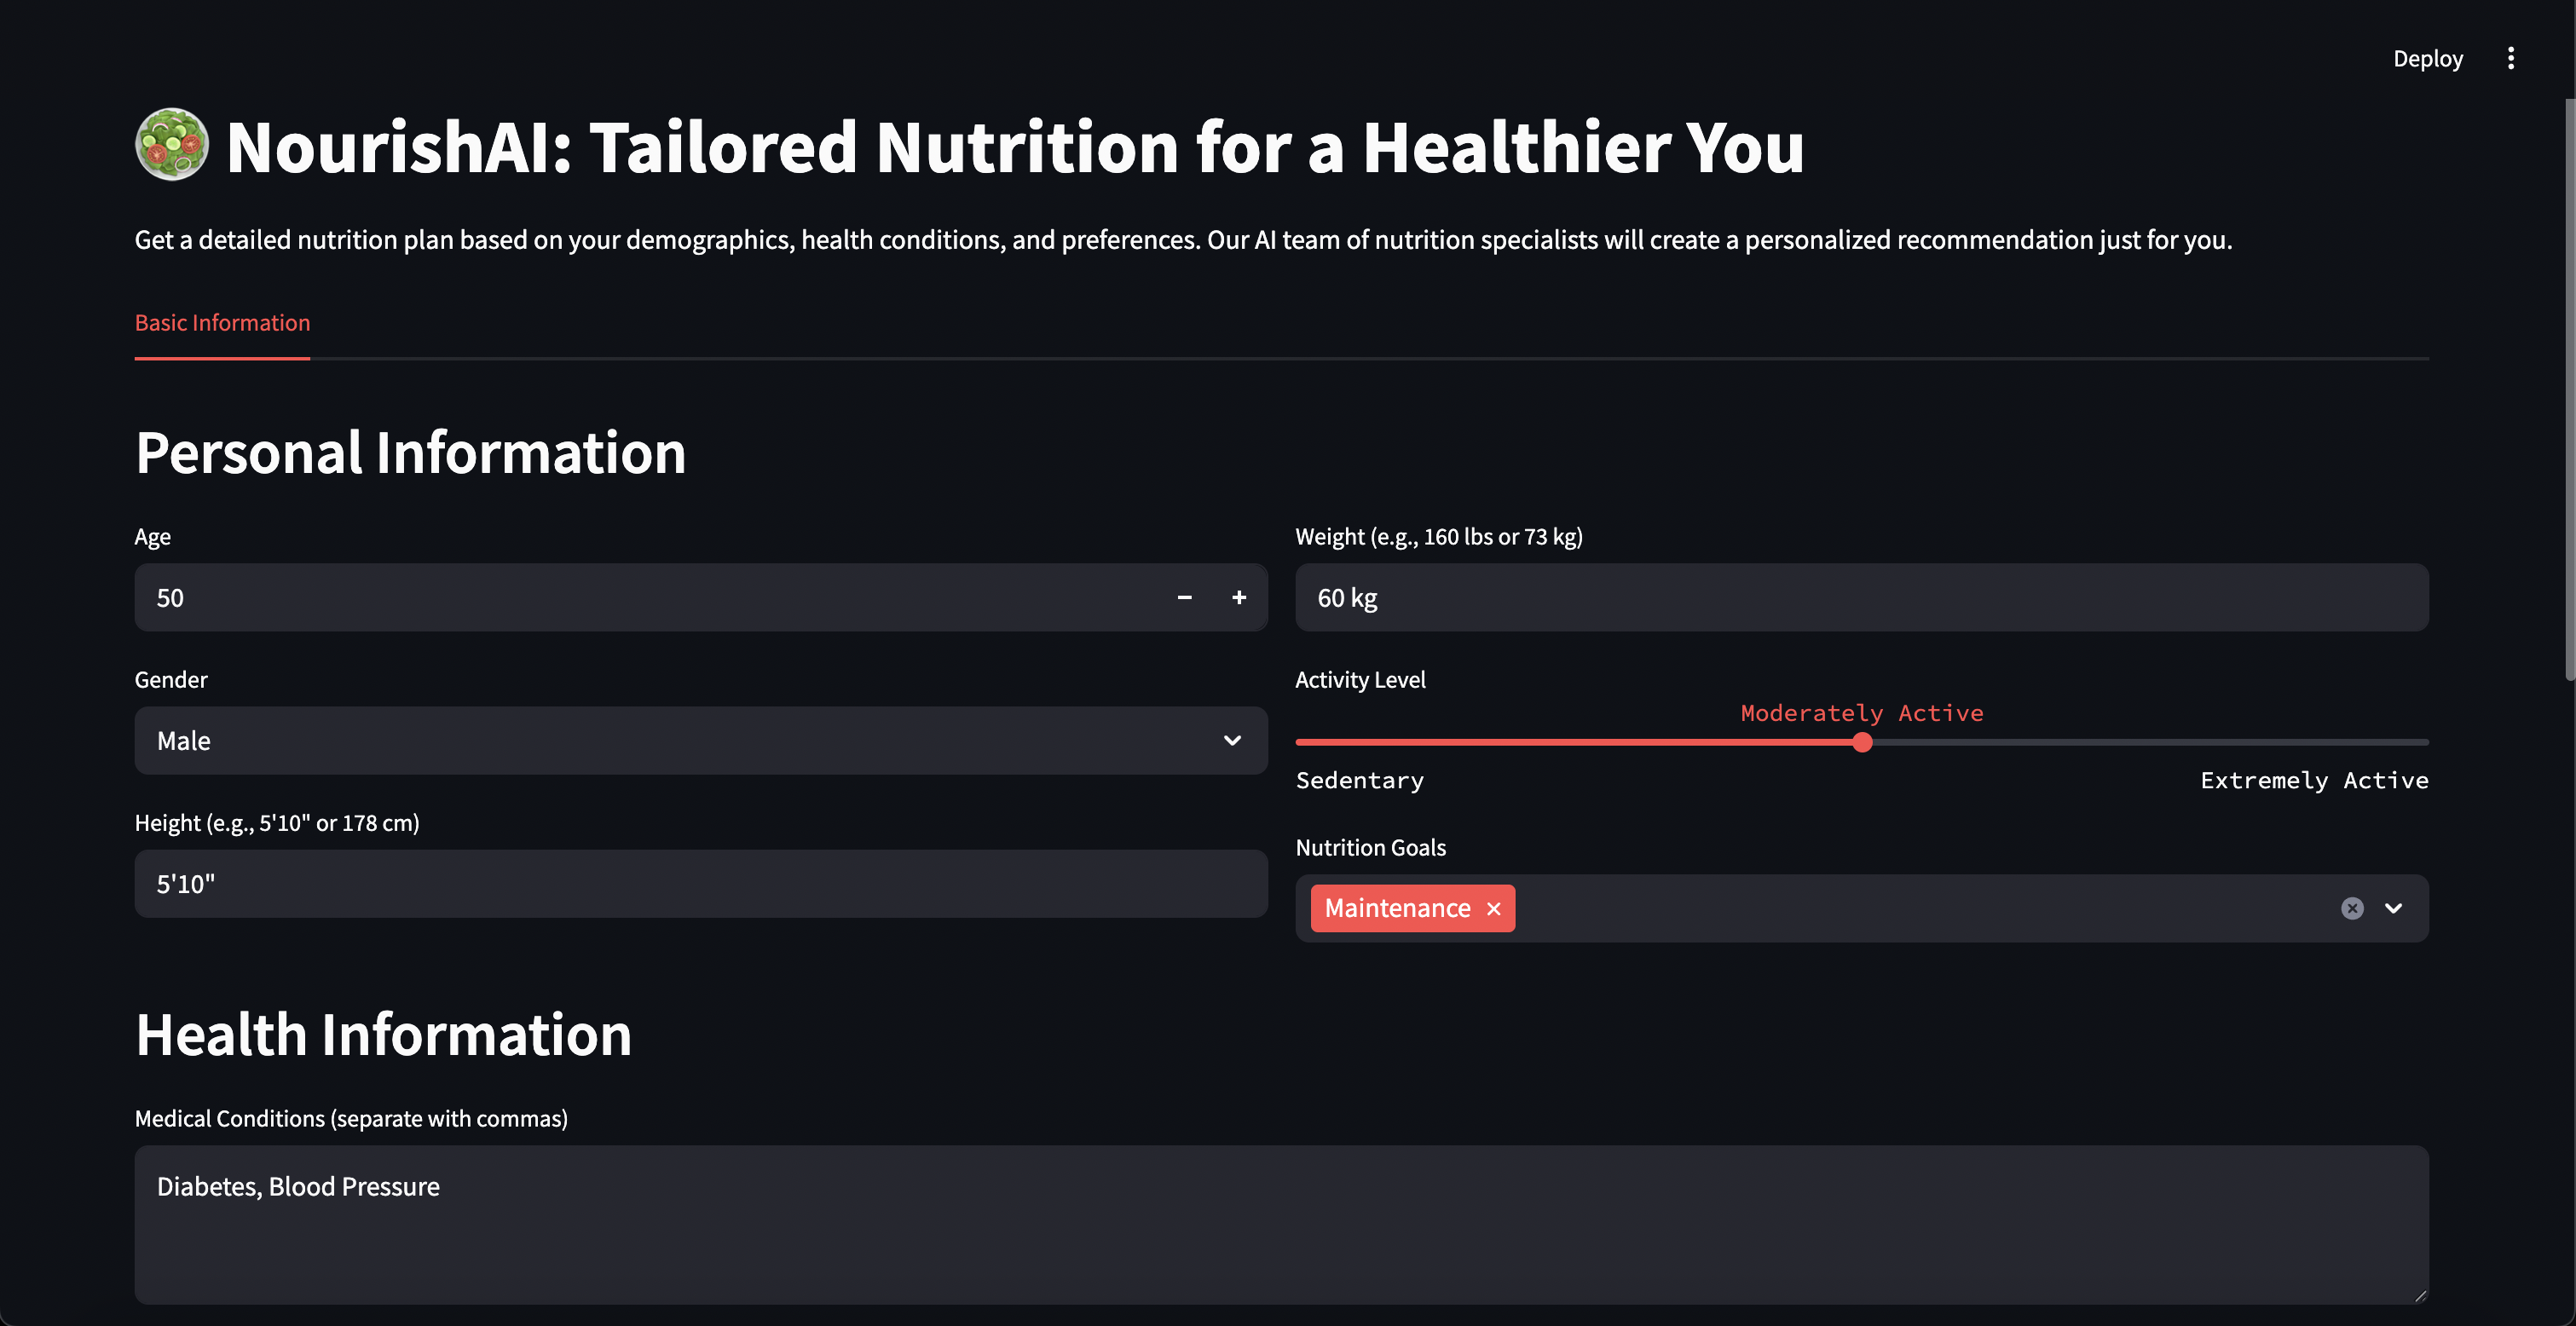 Deploy
NourishAI: Tailored Nutrition for a Healthier You
Get a detailed nutrition plan based on your demographics, health conditions, and preferences. Our AI team of nutrition specialists will create a personalized recommendation just for you.
Basic Information
Personal Information
Age
50
Gender
Male
Height (e.g., 5'10" or 178 cm)
5'10"
Weight (e.g., 160 lbs or 73 kg)
60 kg
Activity Level
Moderately Active
Sedentary Extremely Active
Nutrition Goals
Maintenance
Health Information
Medical Conditions (separate with commas)
Diabetes, Blood Pressure